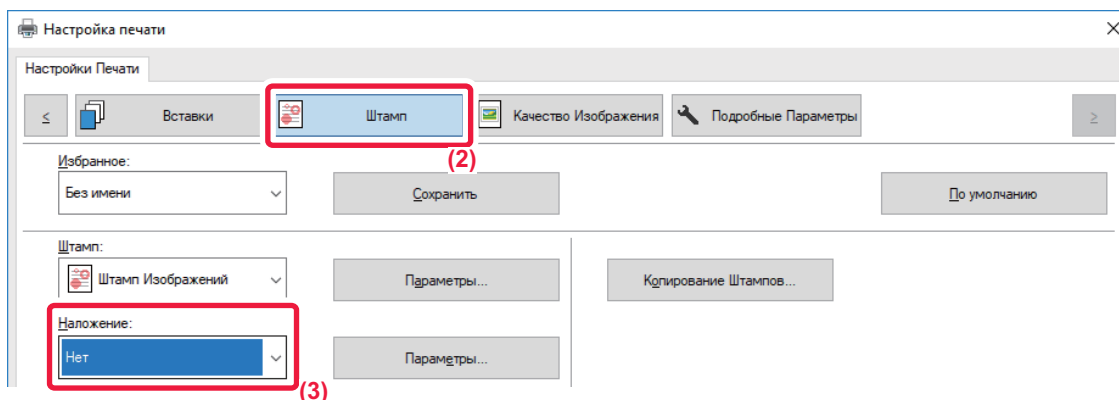 Настройка печати
Настройки Печати
< Вставки Штамп Качество Изображения Подробные Параметры >
(2)
Избранное:
Без имени Сохранить По умолчанию
Штамп:
Штамп Изображений Параметры... Копирование Штампов...
Наложение:
Нет Параметры...
(3)